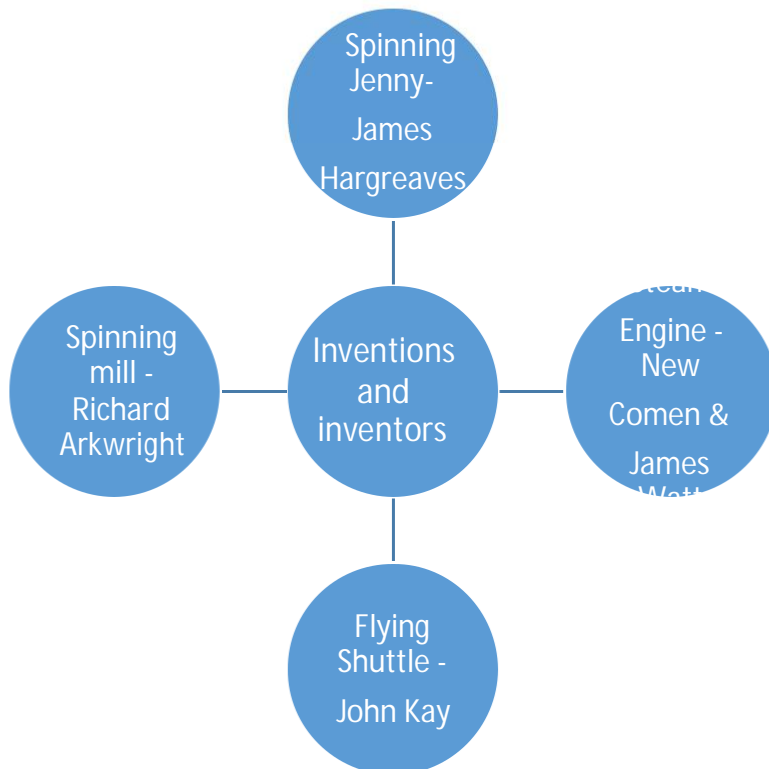 Spinning
Jenny-
James
Hargreaves
Spinning
mill -
Richard
Arkwright
Inventions
and
inventors
Engine -
New
Comen &
James
Watt
Flying
Shuttle -
John Kay